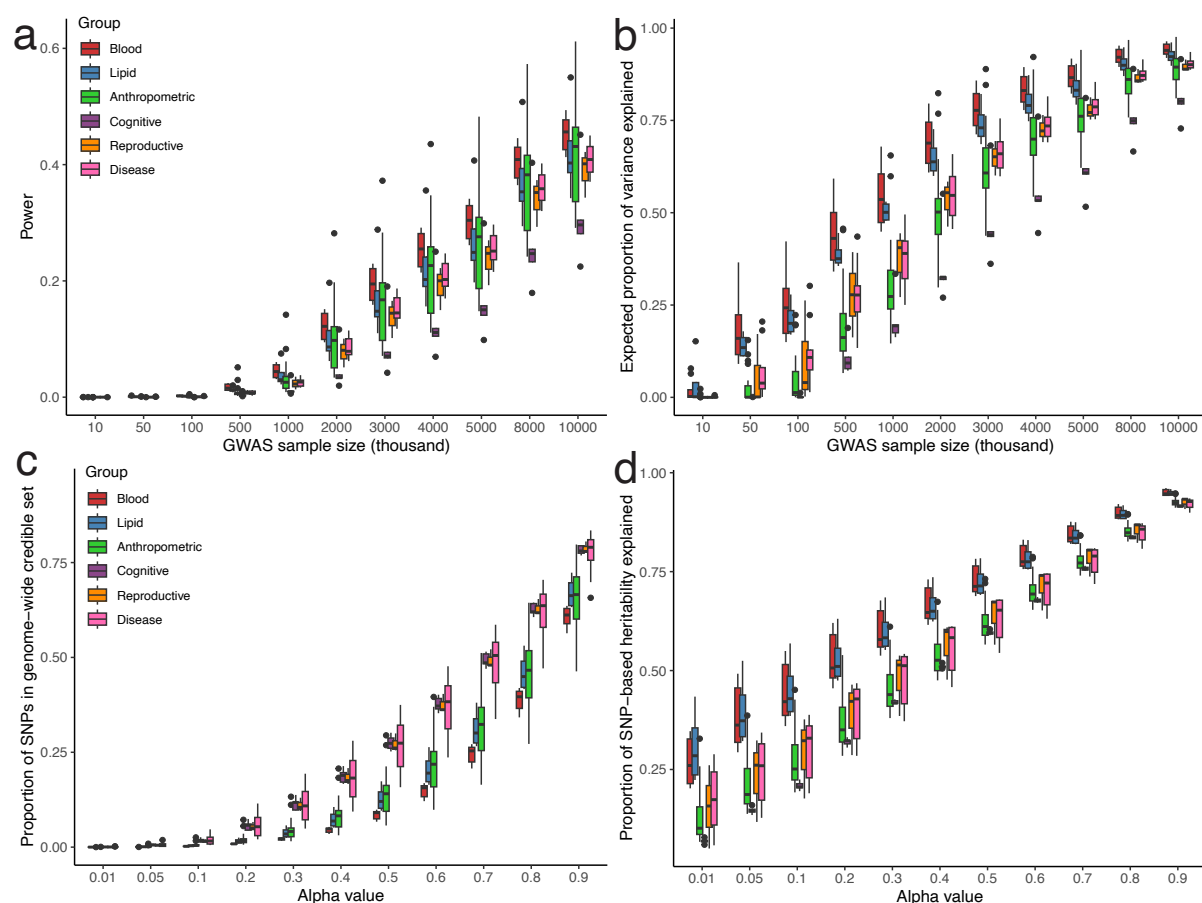 a
Group
Blood
Lipid
Anthropometric
Cognitive
Reproductive
Disease
Power
0.6
0.4
0.2
0.0
10 50 100 500 1000 2000 3000 4000 5000 8000 10000
GWAS sample size (thousand)
b
Expected proportion of variance explained
1.00
0.75
0.50
0.25
0.00
10 50 100 500 1000 2000 3000 4000 5000 8000 10000
GWAS sample size (thousand)
c
Group
Blood
Lipid
Anthropometric
Cognitive
Reproductive
Disease
Proportion of SNPs in genome−wide credible set
0.75
0.50
0.25
0.00
0.01 0.05 0.1 0.2 0.3 0.4 0.5 0.6 0.7 0.8 0.9
Alpha value
d
Proportion of SNP−based heritability explained
1.00
0.75
0.50
0.25
0.01 0.05 0.1 0.2 0.3 0.4 0.5 0.6 0.7 0.8 0.9
Alpha value